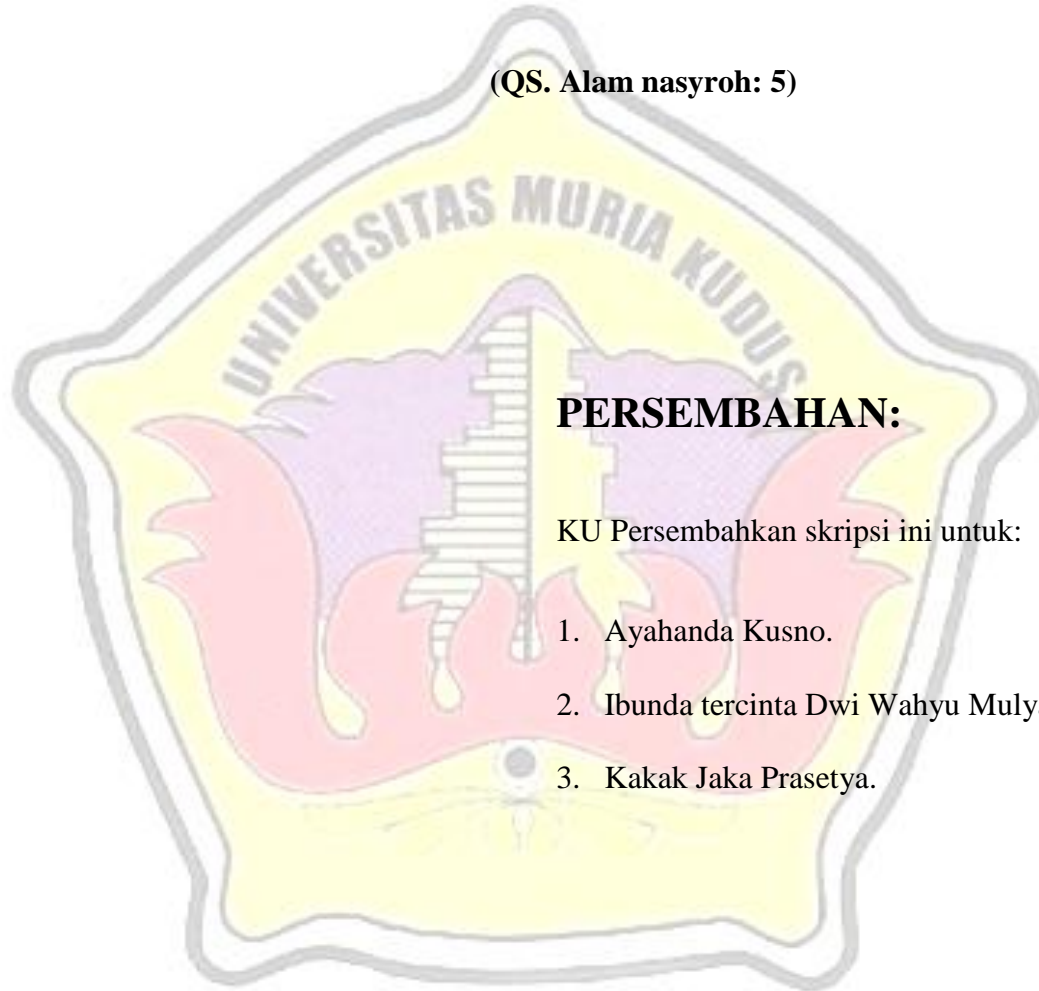 (QS. Alam nasyroh: 5)
UNIVERSITAS MURIA KUDUS
PERSEMBAHAN:
KU Persembahkan skripsi ini untuk:
1. Ayahanda Kusno.
2. Ibunda tercinta Dwi Wahyu
3. Kakak Jaka Prasetya.